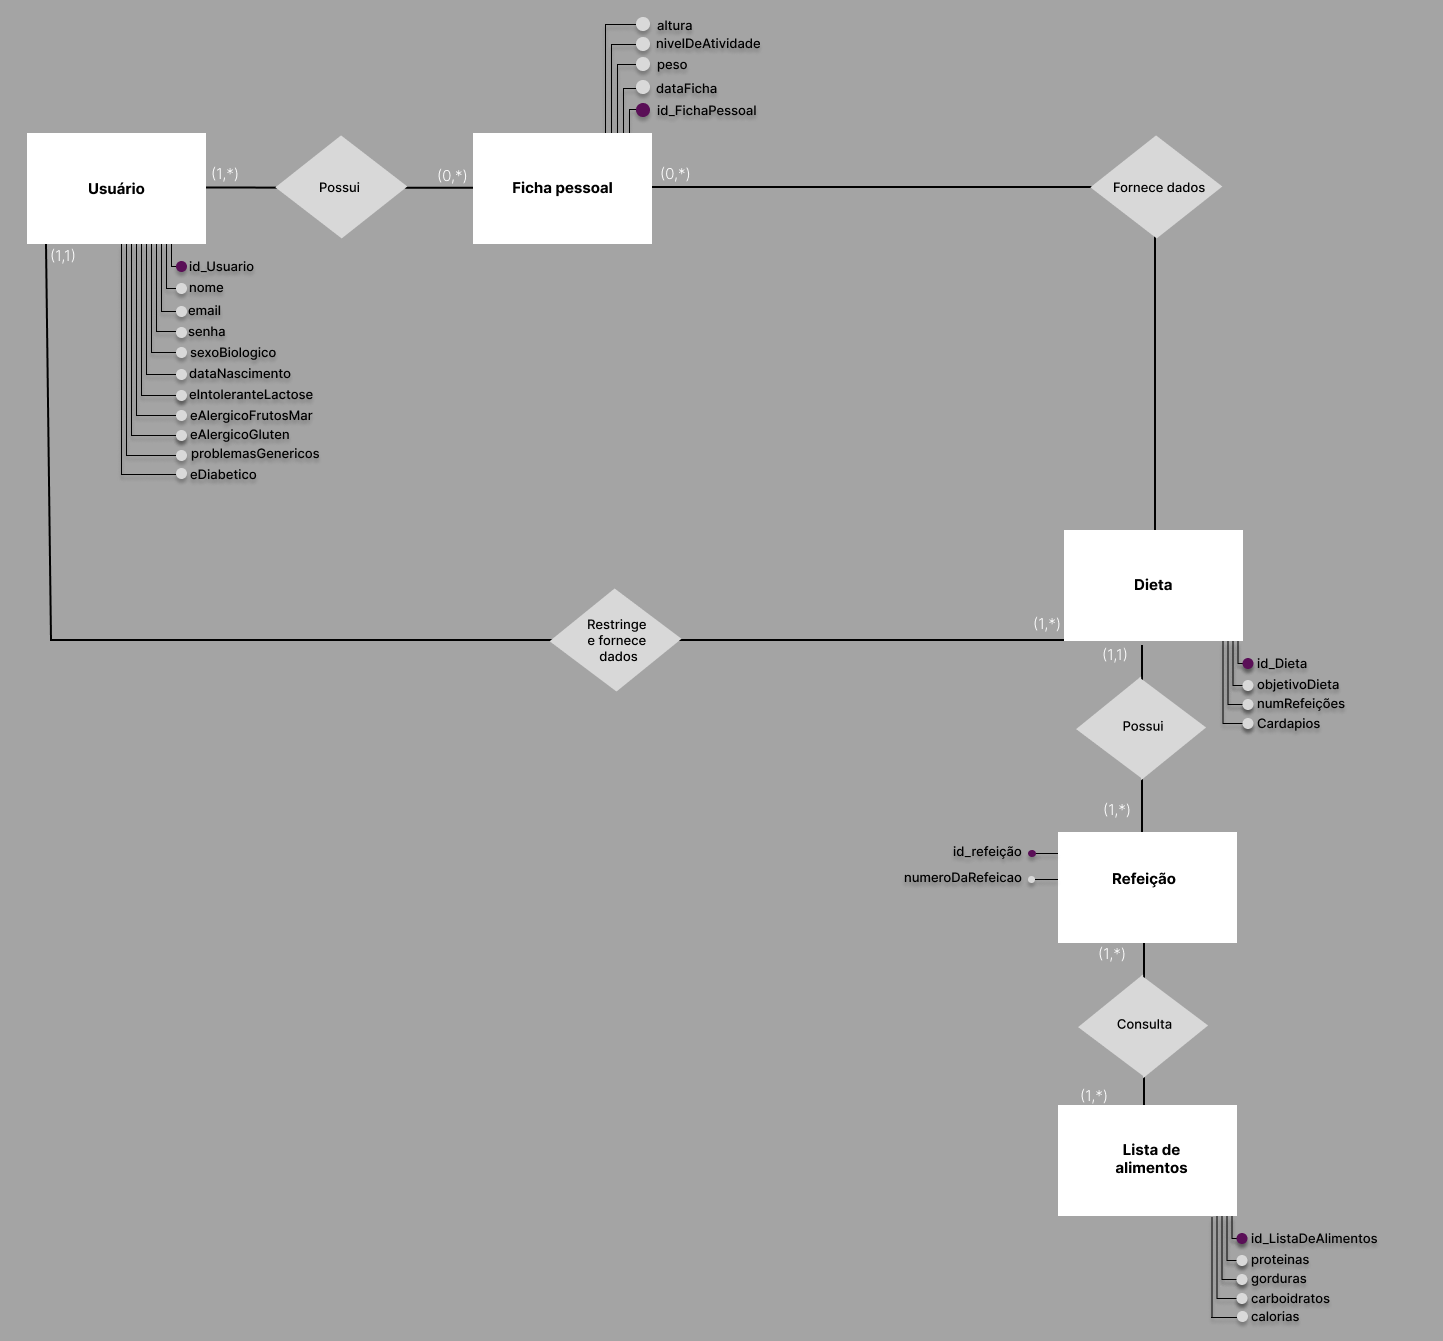 altura
nivelDeAtividade
peso
dataFicha
id_FichaPessoal
Usuário
(1,*)
Possui
(0,*)
Ficha pessoal
(0,*)
Fornece dados
(1,1)
id_Usuario
nome
email
senha
sexoBiologico
dataNascimento
eIntoleranteLactose
eAlergicoFrutosMar
eAlergicoGluten
problemasGenericos
eDiabetico
Dieta
Restringe
e fornece
dados
(1,*)
(1,1)
id_Dieta
objetivoDieta
numRefeições
Cardapios
Possui
(1,*)
id_refeição
numeroDaRefeicao
Refeição
(1,*)
Consulta
(1,*)
Lista de
alimentos
id_ListaDeAlimentos
proteinas
gorduras
carboidratos
calorias